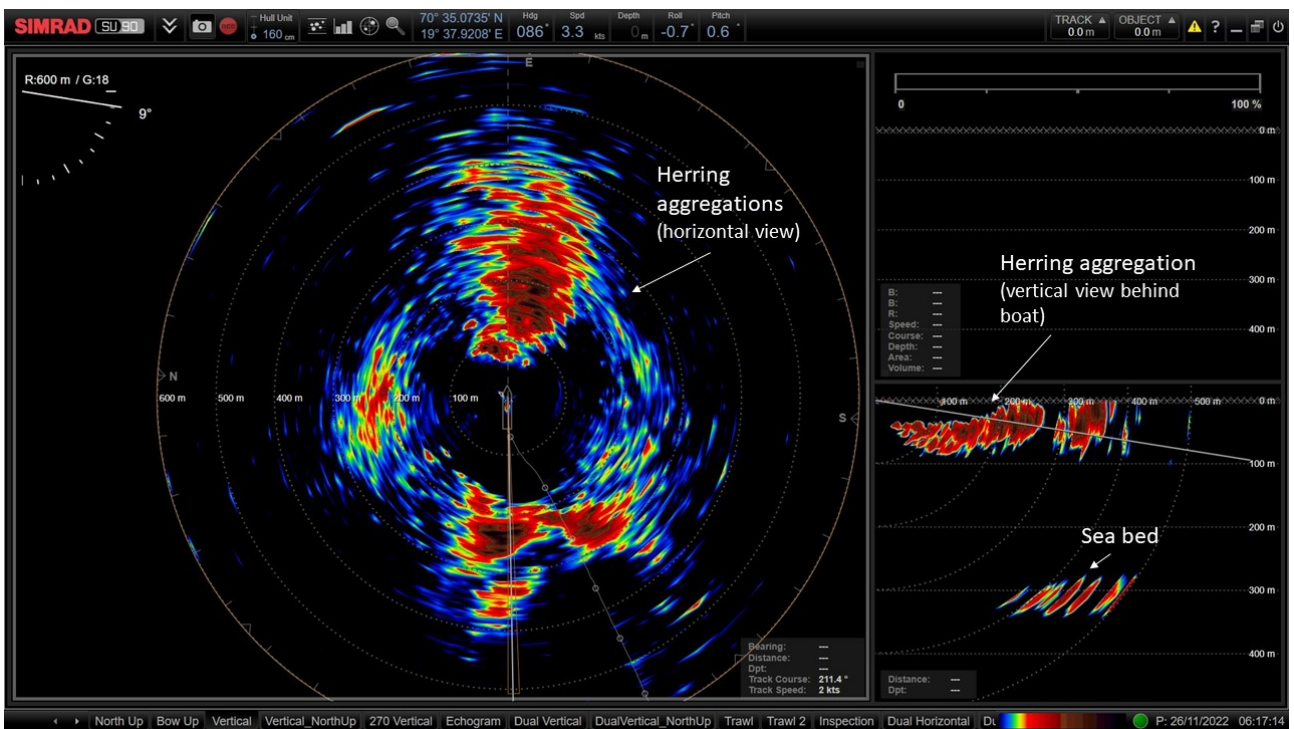 SIMRAD SU90
REC
Hull Unit
160 cm
70° 35.0735' N
19° 37.9208' E
Hdg
086°
Spd
3.3 kts
Depth
0 m
Roll
-0.7°
Pitch
0.6 °
TRACK
0.0 m
OBJECT
0.0 m
?
R:600 m / G:18
9°
E
N
S
600 m
500 m
400 m
300 m
200 m
100 m
Herring
aggregations
(horizontal view)
Bearing: ---
Distance: ---
Dpt: ---
Track Course: 211.4 °
Track Speed: 2 kts
0
100 %
0 m
100 m
200 m
300 m
400 m
B: ---
B: ---
R: ---
Speed: ---
Course: ---
Depth: ---
Area: ---
Volume: ---
Herring aggregation
(vertical view behind
boat)
100 m
200 m
300 m
400 m
500 m
0 m
100 m
200 m
300 m
400 m
Sea bed
Distance: ---
Dpt: ---
North Up
Bow Up
Vertical
Vertical_NorthUp
270 Vertical
Echogram
Dual Vertical
DualVertical_NorthUp
Trawl
Trawl 2
Inspection
Dual Horizontal
P: 26/11/2022 06:17:14